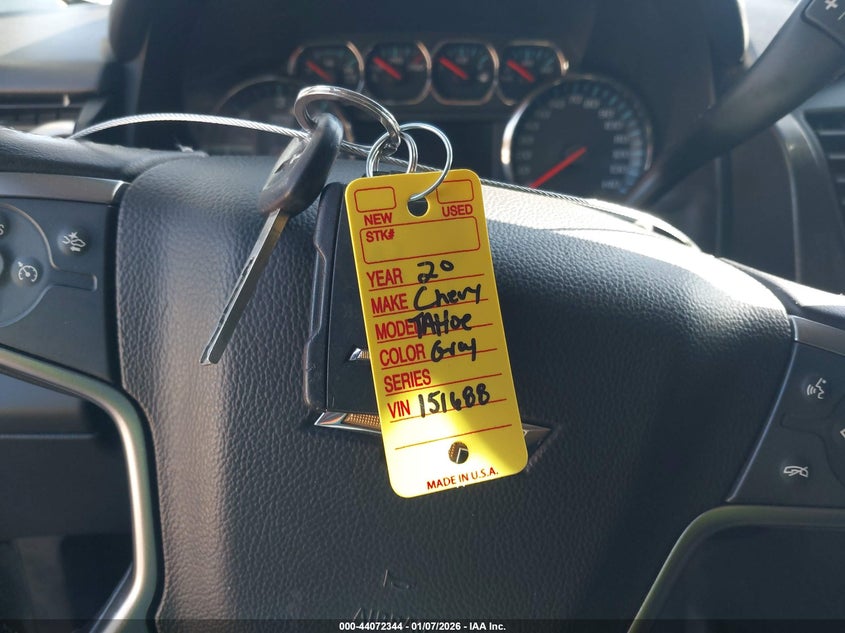 NEW USED
STK#
YEAR 20
MAKE Chevy
MODEL TAHoe
COLOR Gray
SERIES
VIN 151688
MADE IN U.S.A.
000-44072344 - 01/07/2026 - IAA Inc.